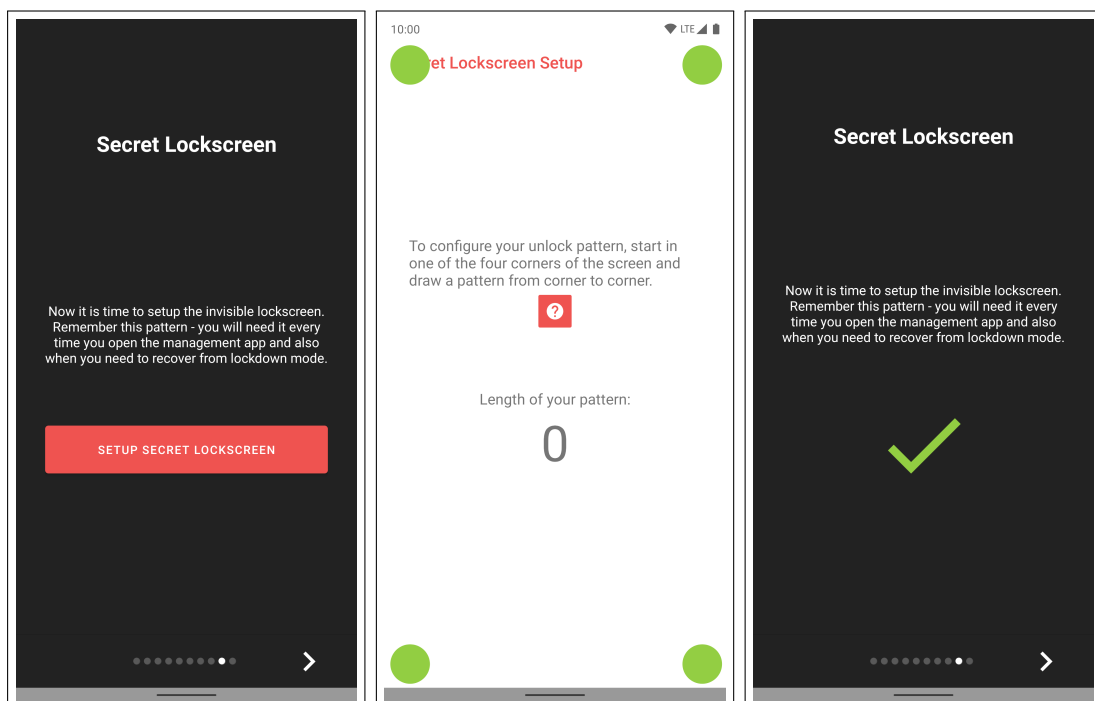 Secret Lockscreen
Now it is time to setup the invisible lockscreen.
Remember this pattern - you will need it every
time you open the management app and also
when you need to recover from lockdown mode.
SETUP SECRET LOCKSCREEN
10:00
LTE
et Lockscreen Setup
To configure your unlock pattern, start in
one of the four corners of the screen and
draw a pattern from corner to corner.
?
Length of your pattern:
0
Secret Lockscreen
Now it is time to setup the invisible lockscreen.
Remember this pattern - you will need it every
time you open the management app and also
when you need to recover from lockdown mode.